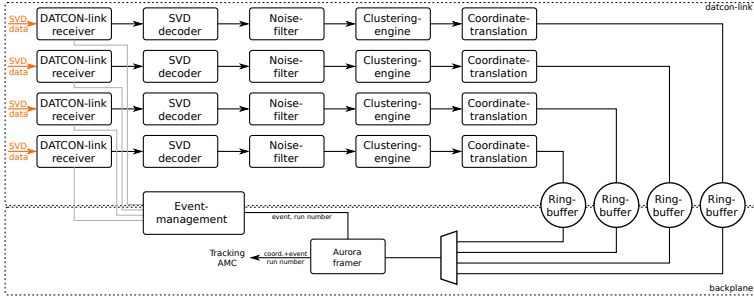 datcon-link
SVD data
DATCON-link receiver
SVD decoder
Noise-filter
Clustering-engine
Coordinate-translation
SVD data
DATCON-link receiver
SVD decoder
Noise-filter
Clustering-engine
Coordinate-translation
SVD data
DATCON-link receiver
SVD decoder
Noise-filter
Clustering-engine
Coordinate-translation
SVD data
DATCON-link receiver
SVD decoder
Noise-filter
Clustering-engine
Coordinate-translation
Event-management
event, run number
Ring-buffer
Ring-buffer
Ring-buffer
Ring-buffer
Tracking AMC
coord.+event run number
Aurora framer
backplane